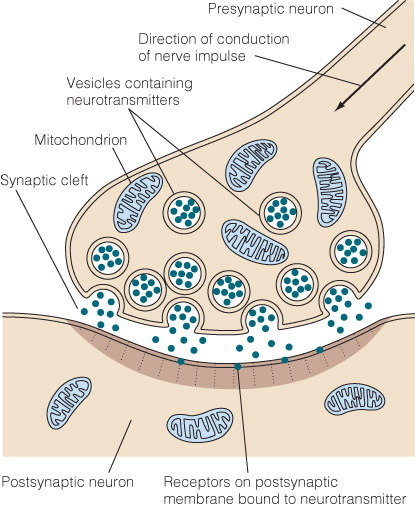 Presynaptic neuron
Direction of conduction
of nerve impulse
Vesicles containing
neurotransmitters
Mitochondrion
Synaptic cleft
Postsynaptic neuron
Receptors on postsynaptic
membrane bound to neurotransmitter